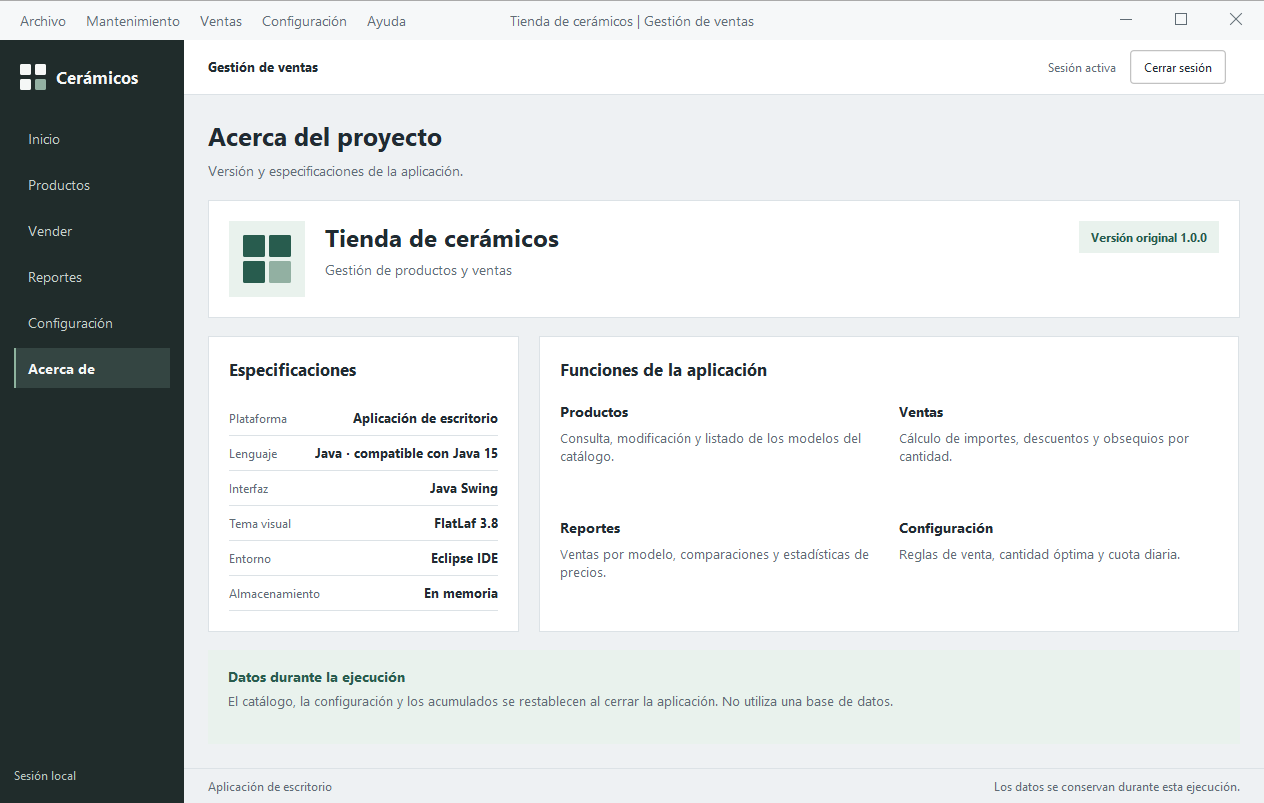 Archivo Mantenimiento Ventas Configuración Ayuda Tienda de cerámicos | Gestión de ventas
Cerámicos
Inicio
Productos
Vender
Reportes
Configuración
Acerca de
Sesión local
Gestión de ventas Sesión activa Cerrar sesión
Acerca del proyecto
Versión y especificaciones de la aplicación.
Tienda de cerámicos
Gestión de productos y ventas
Versión original 1.0.0
Especificaciones
Plataforma Aplicación de escritorio
Lenguaje Java · compatible con Java 15
Interfaz Java Swing
Tema visual FlatLaf 3.8
Entorno Eclipse IDE
Almacenamiento En memoria
Funciones de la aplicación
Productos
Consulta, modificación y listado de los modelos del
catálogo.
Ventas
Cálculo de importes, descuentos y obsequios por
cantidad.
Reportes
Ventas por modelo, comparaciones y estadísticas de
precios.
Configuración
Reglas de venta, cantidad óptima y cuota diaria.
Datos durante la ejecución
El catálogo, la configuración y los acumulados se restablecen al cerrar la aplicación. No utiliza una base de datos.
Aplicación de escritorio Los datos se conservan durante esta ejecución.